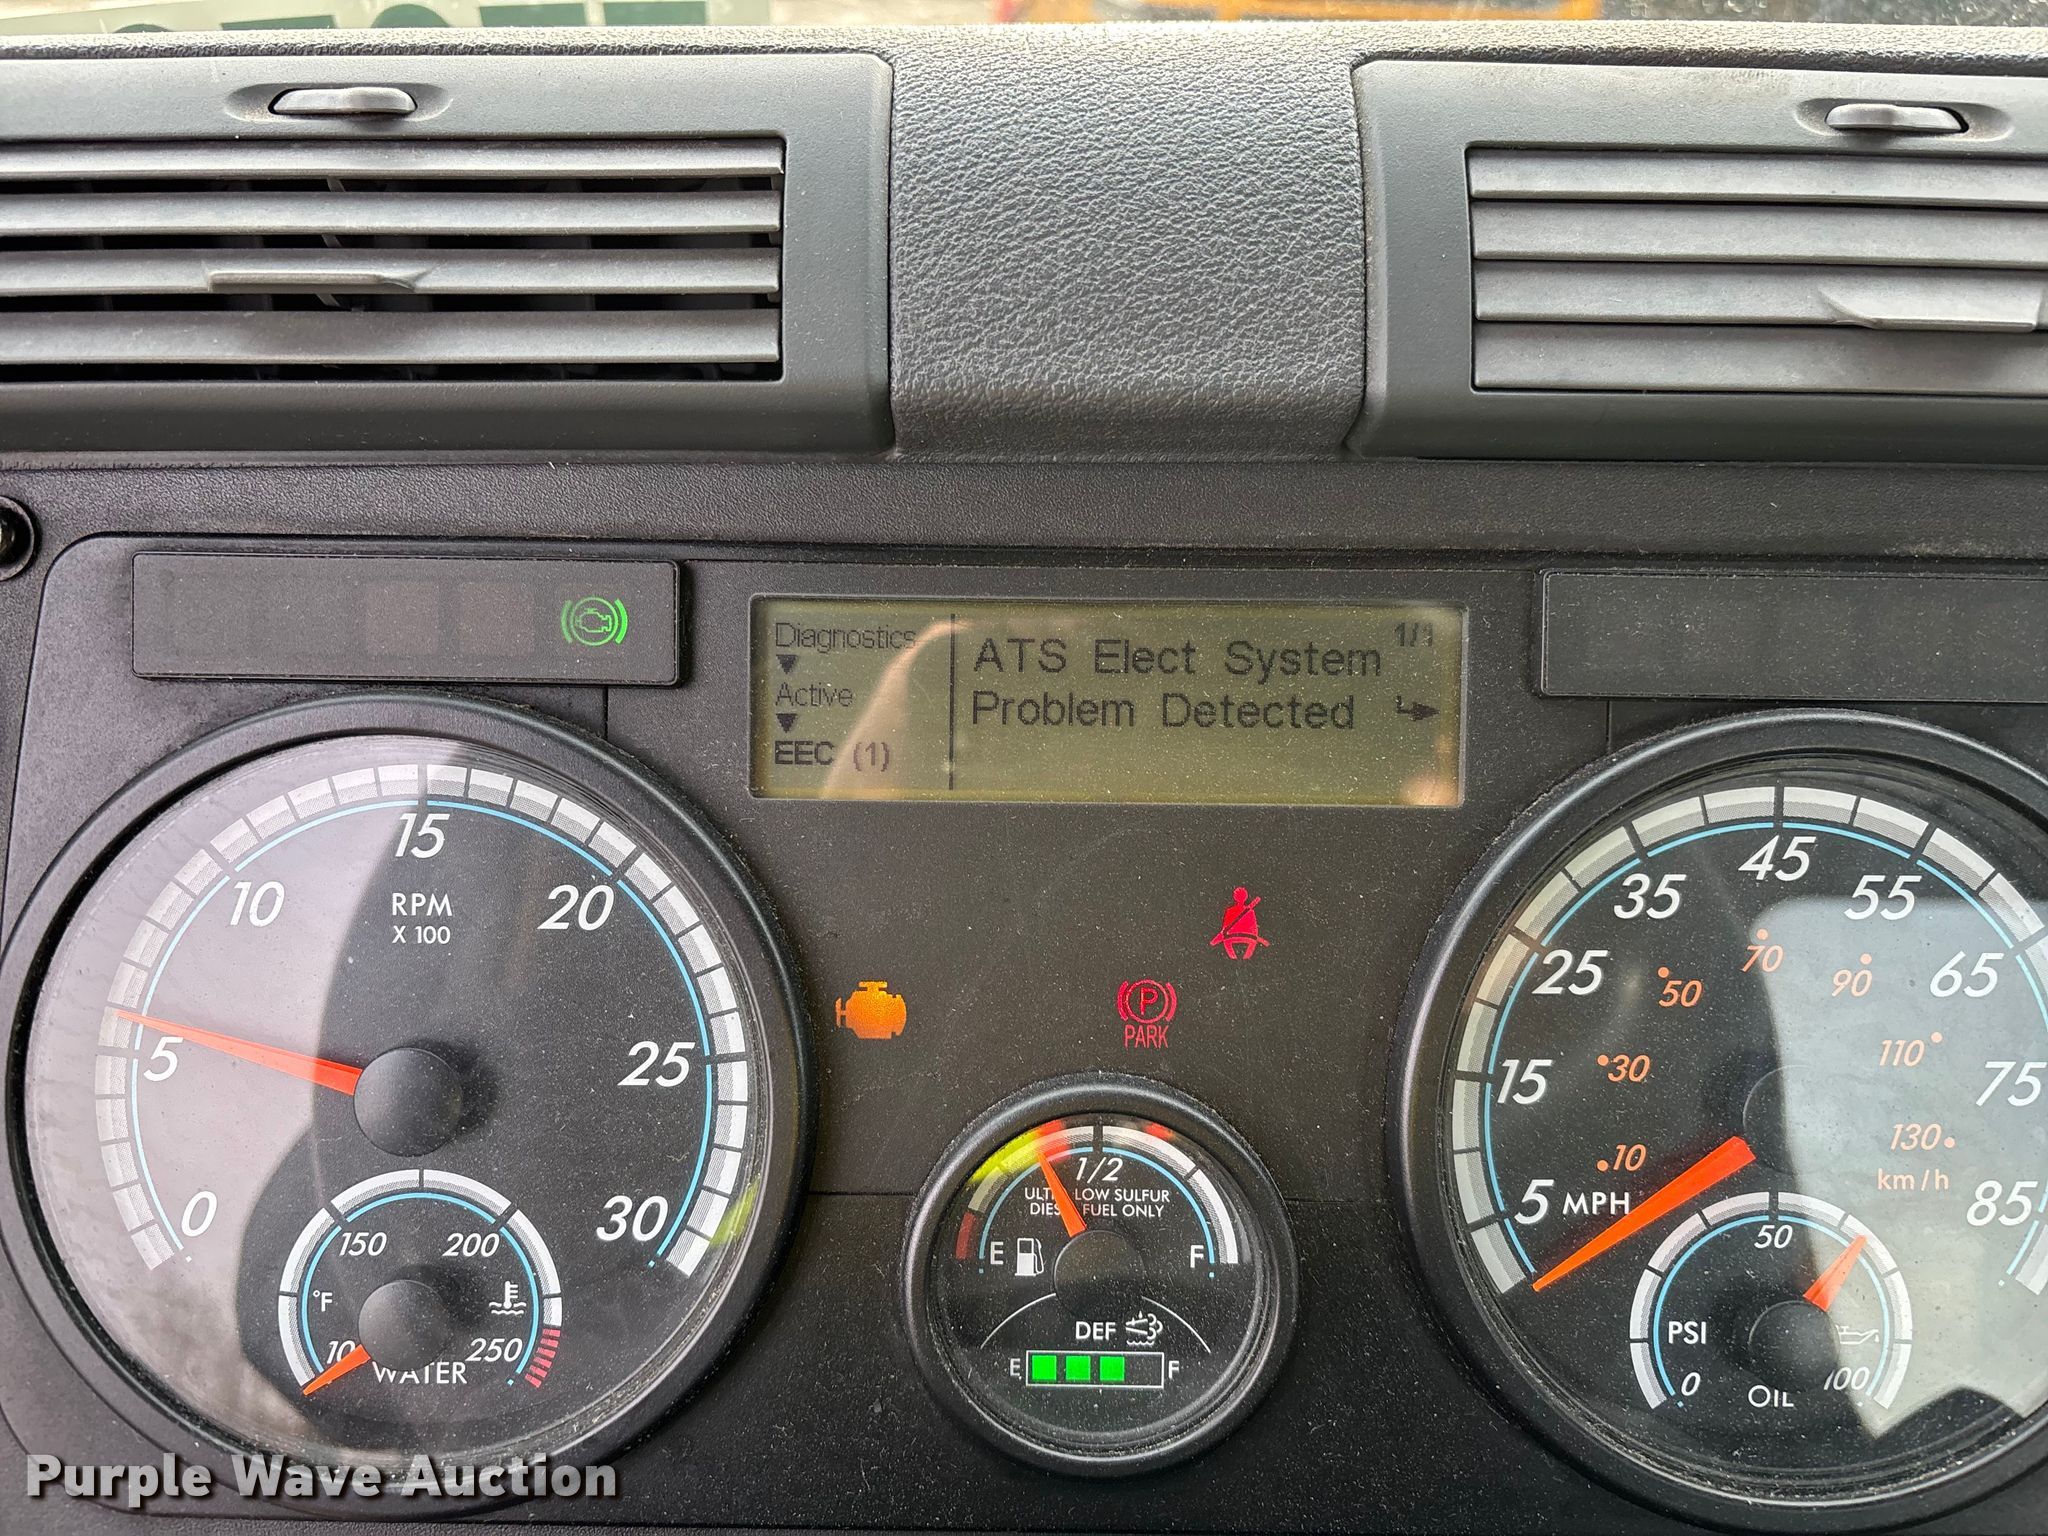 Diagnostics
Active
EEC (1)
1/1
ATS Elect System
Problem Detected
0
5
10
15
20
25
30
RPM
X 100
°F
10
150
200
250
WATER
PARK
1/2
ULT LOW SULFUR
DIES FUEL ONLY
E
F
DEF
E
F
5
15
25
35
45
55
65
75
85
MPH
10
30
50
70
90
110
130
km/h
PSI
0
50
100
OIL
Purple Wave Auction